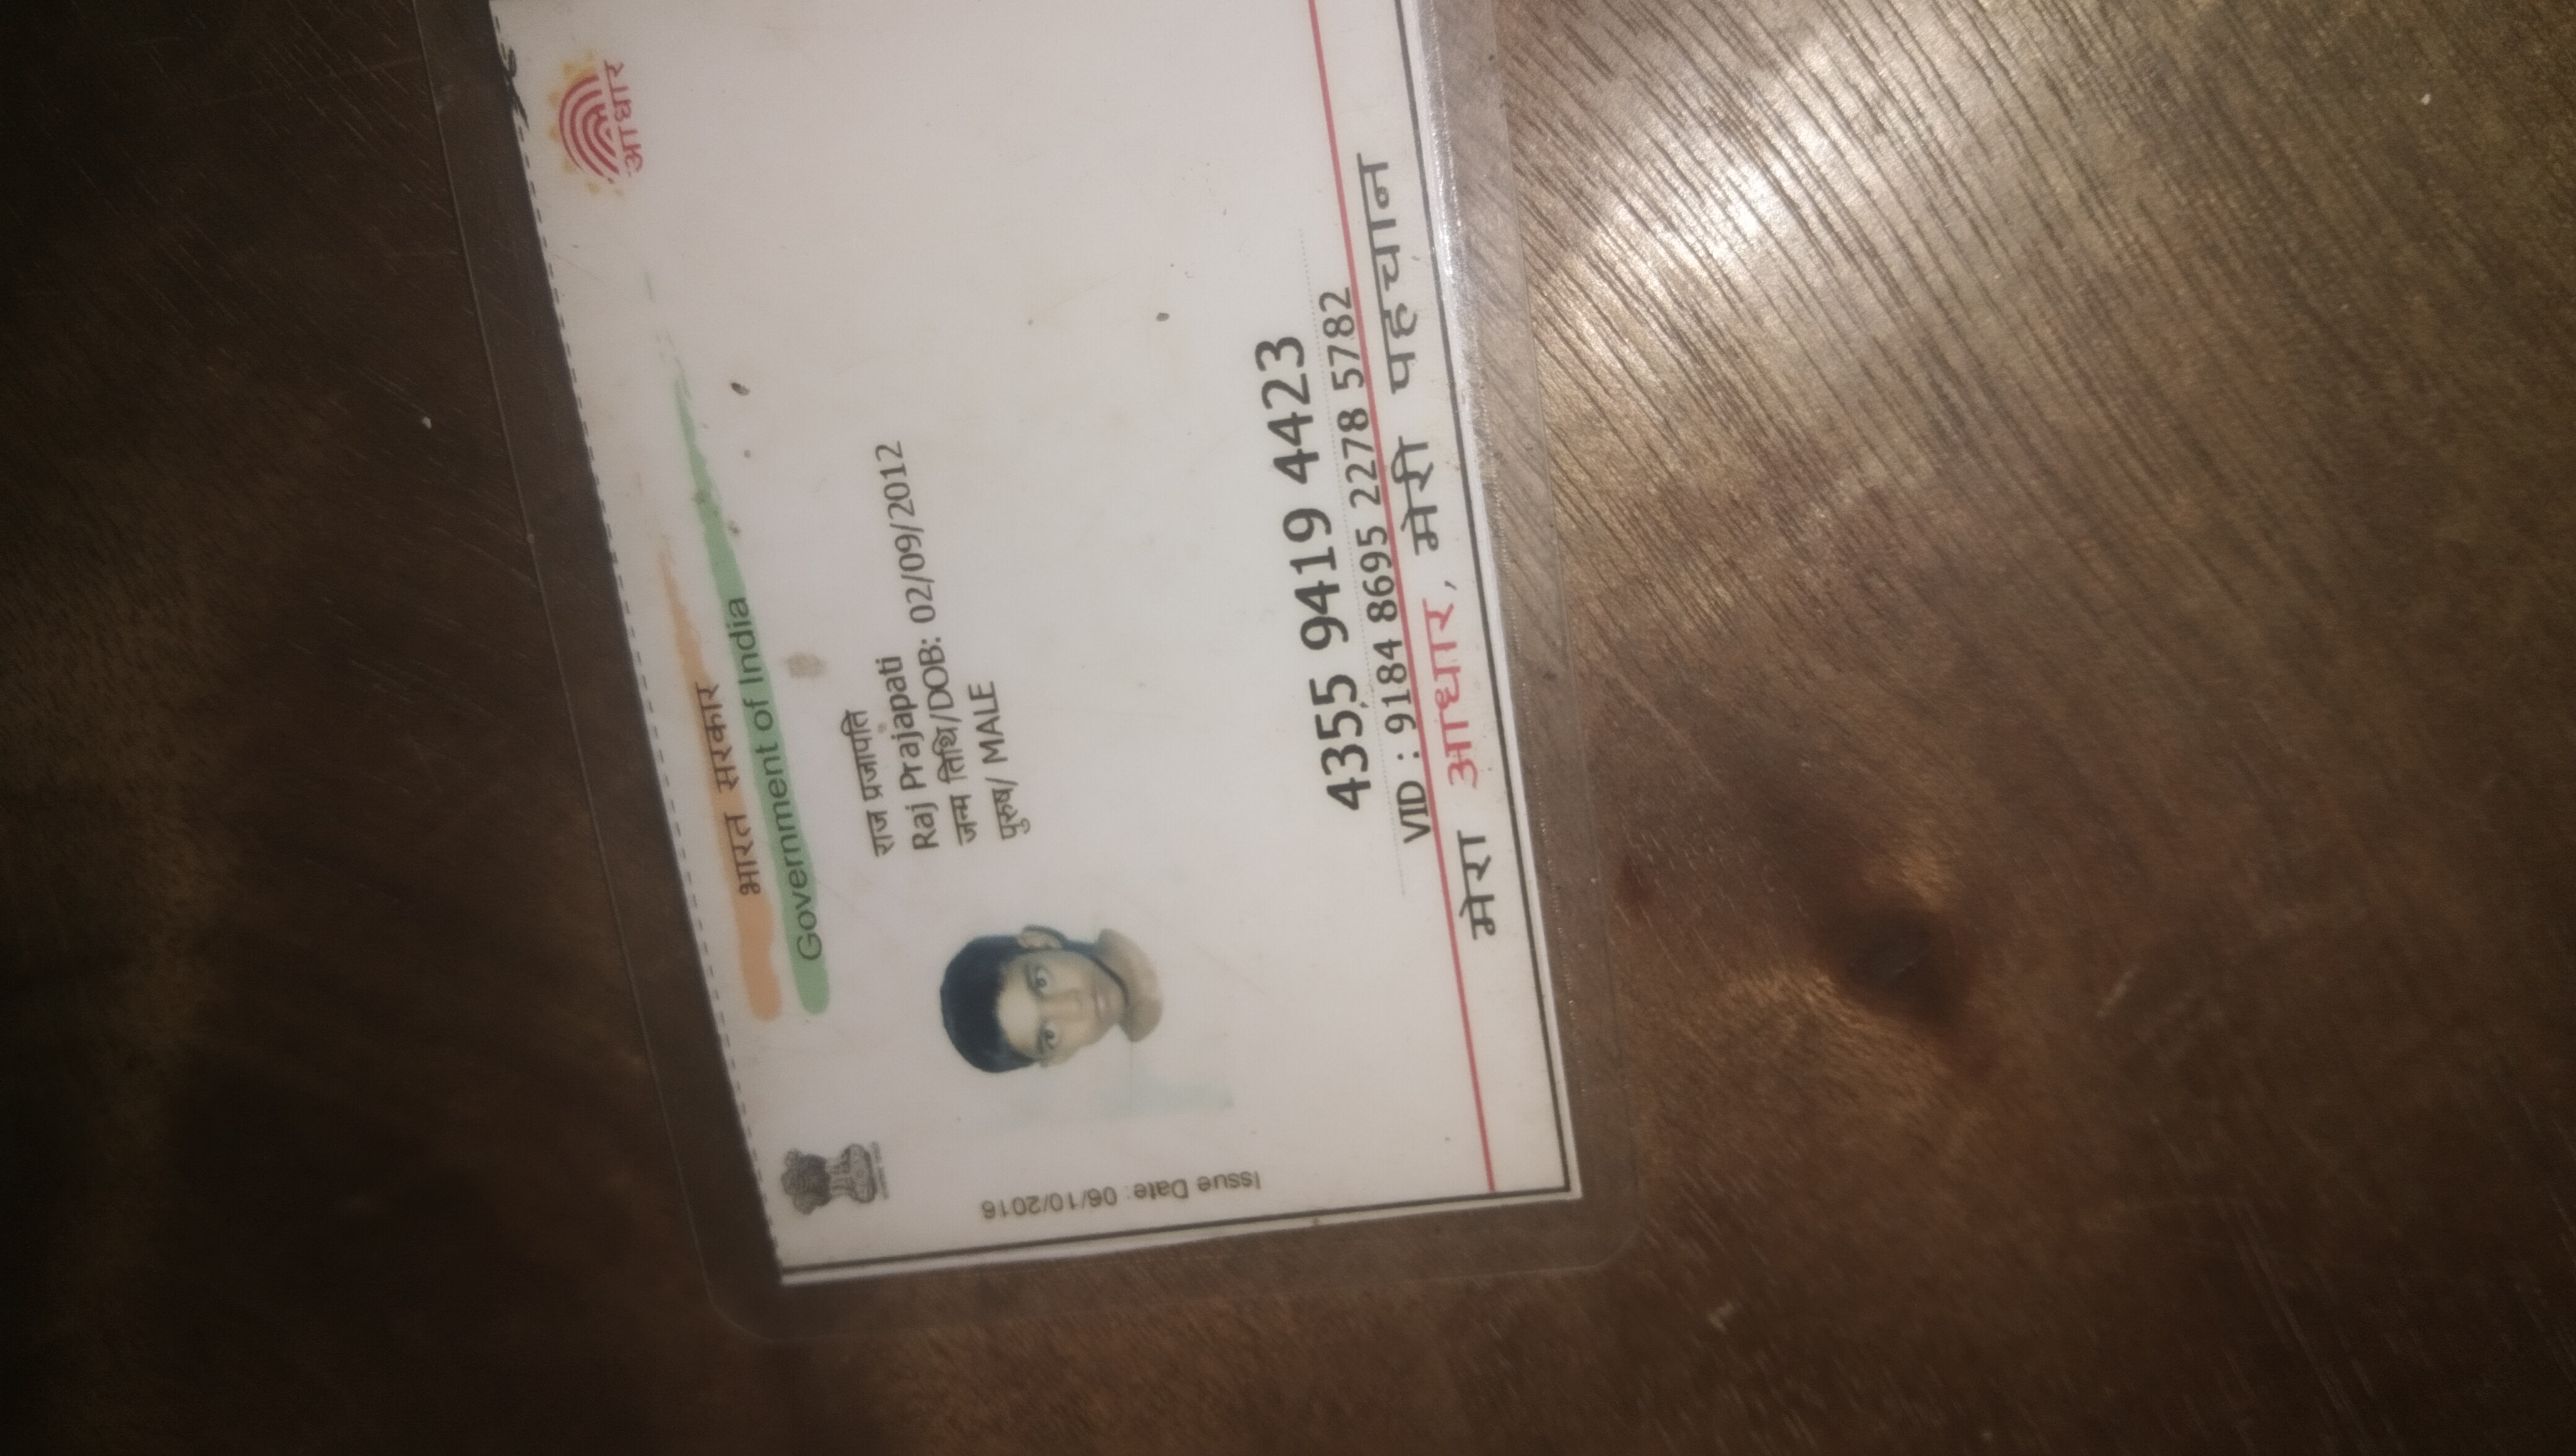 भारत सरकार
Government of India
आधार
राज प्रजापति
Raj Prajapati
जन्म तिथि/DOB: 02/09/2012
पुरुष/ MALE
Issue Date: 06/10/2016
4355 9419 4423
VID : 9184 8695 2278 5782
मेरा आधार, मेरी पहचान